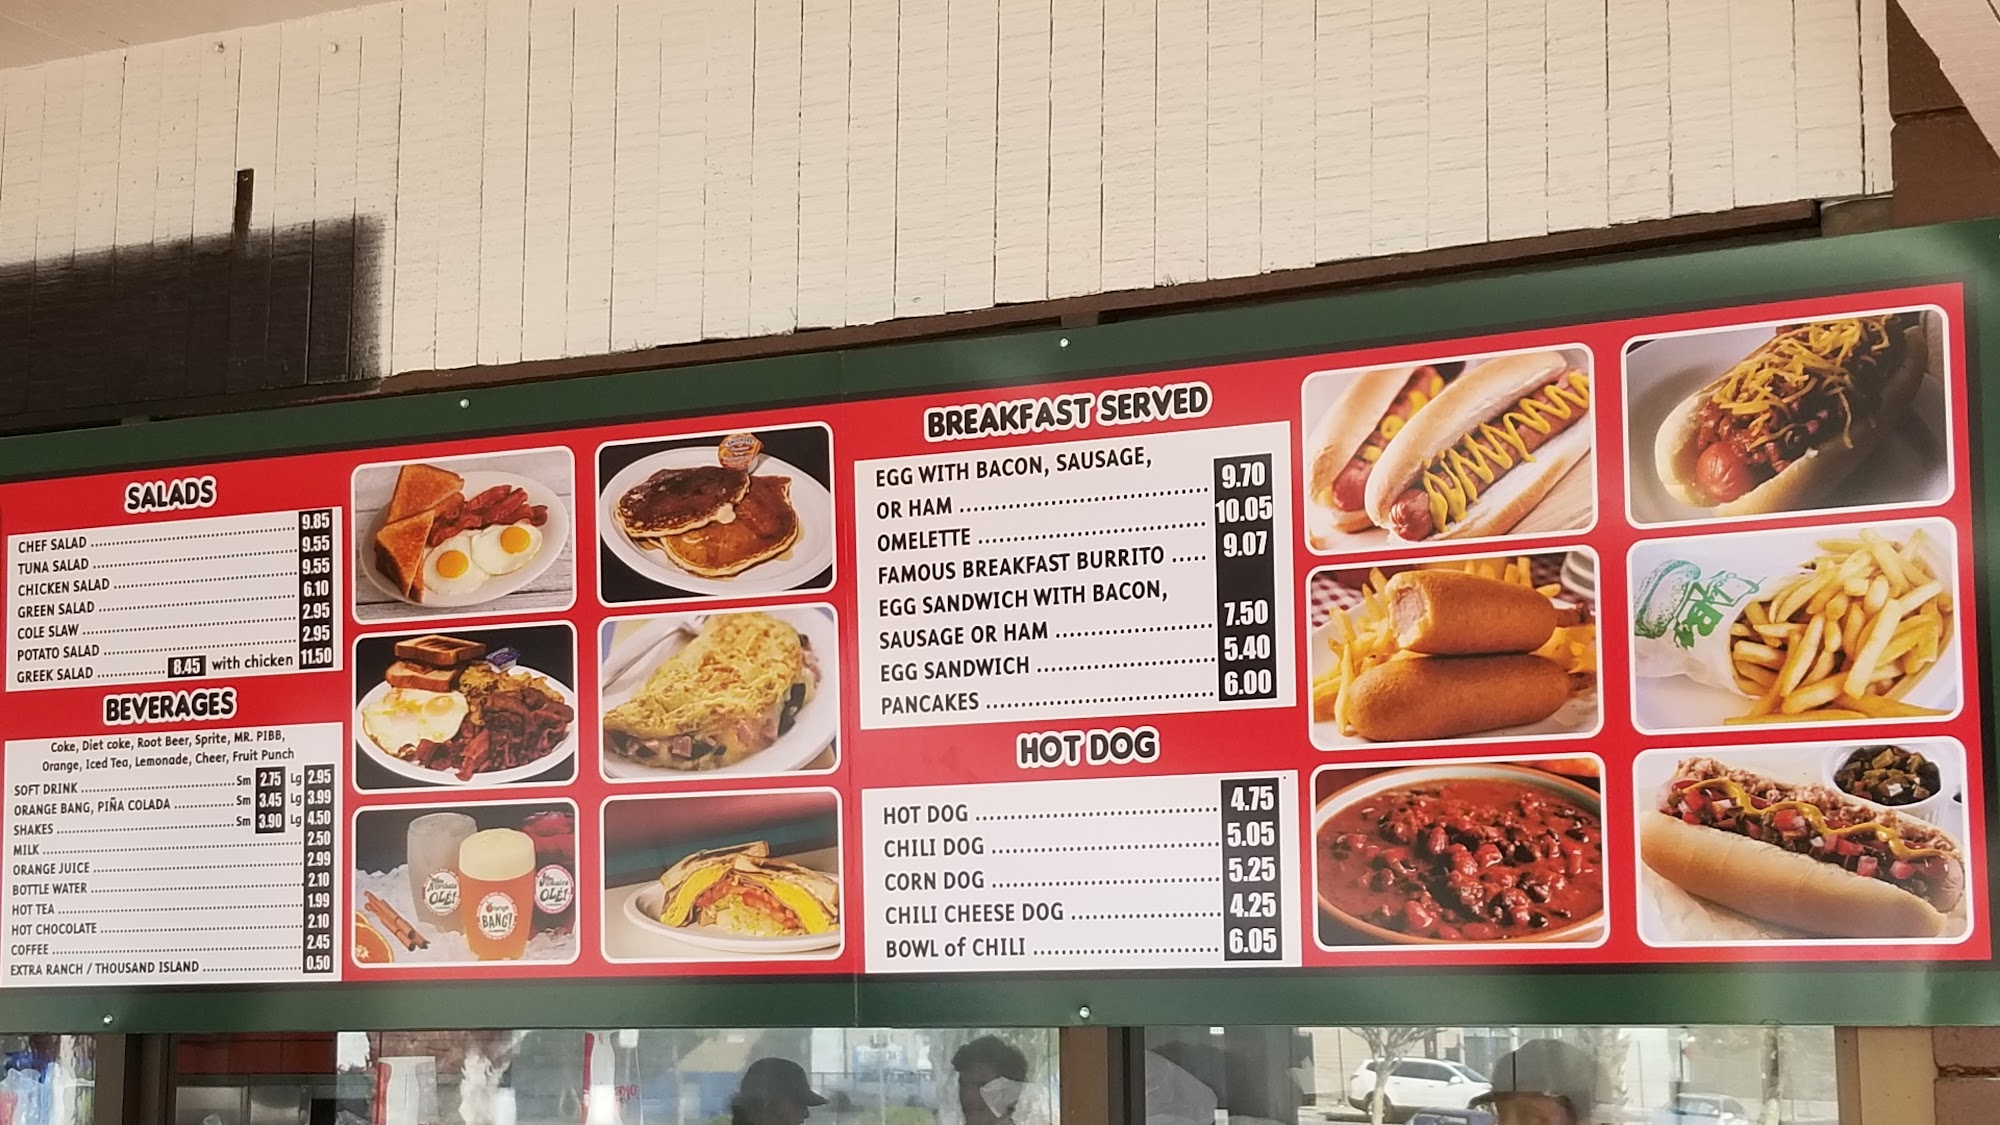 SALADS
CHEF SALAD 9.85
TUNA SALAD 9.55
CHICKEN SALAD 9.55
GREEN SALAD 6.10
COLE SLAW 2.95
POTATO SALAD 2.95
GREEK SALAD 8.45 with chicken 11.50
BEVERAGES
Coke, Diet coke, Root Beer, Sprite, MR. PIBB,
Orange, Iced Tea, Lemonade, Cheer, Fruit Punch
SOFT DRINK Sm 2.75 Lg 2.95
ORANGE BANG, PIÑA COLADA Sm 3.45 Lg 3.99
SHAKES Sm 3.90 Lg 4.50
MILK 2.50
ORANGE JUICE 2.99
BOTTLE WATER 2.10
HOT TEA 1.99
HOT CHOCOLATE 2.10
COFFEE 2.45
EXTRA RANCH / THOUSAND ISLAND 0.50
OLÉ!
BANG!
OLÉ!
BREAKFAST SERVED
EGG WITH BACON, SAUSAGE,
OR HAM 9.70
OMELETTE 10.05
FAMOUS BREAKFAST BURRITO 9.07
EGG SANDWICH WITH BACON,
SAUSAGE OR HAM 7.50
EGG SANDWICH 5.40
PANCAKES 6.00
HOT DOG
HOT DOG 4.75
CHILI DOG 5.05
CORN DOG 5.25
CHILI CHEESE DOG 4.25
BOWL of CHILI 6.05